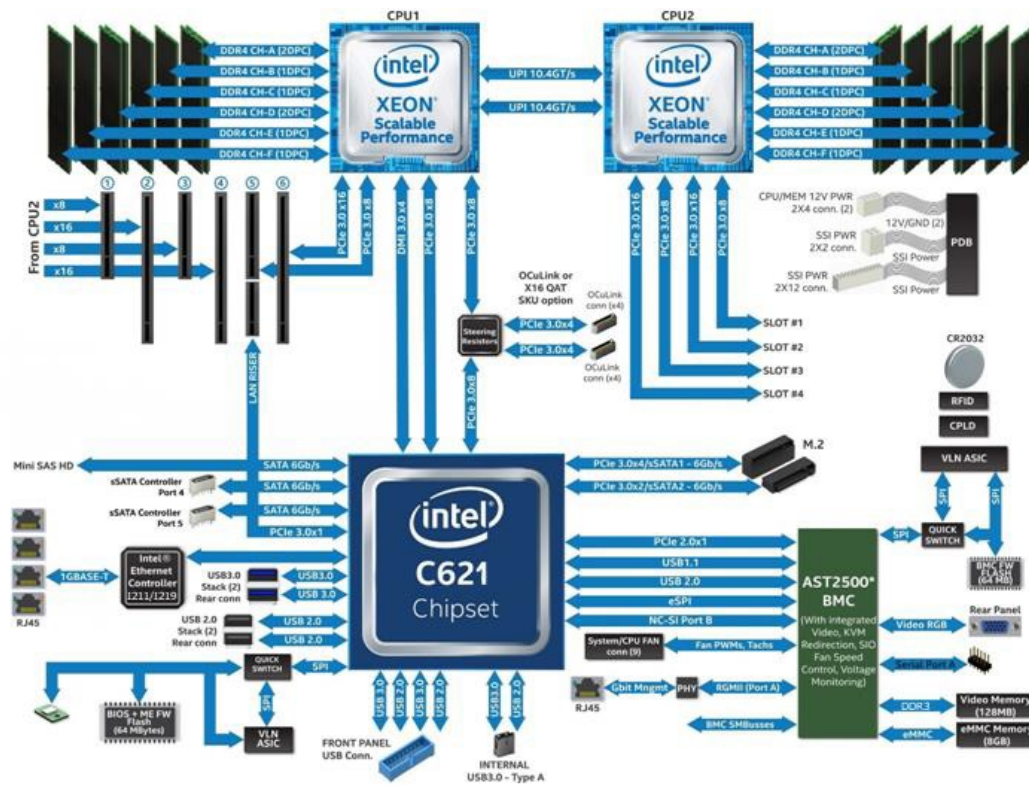 CPU1
CPU2
DDR4 CH-A (2DPC)
DDR4 CH-B (1DPC)
DDR4 CH-C (1DPC)
DDR4 CH-D (2DPC)
DDR4 CH-E (1DPC)
DDR4 CH-F (1DPC)
intel
XEON®
Scalable
Performance
UPI 10.4GT/s
UPI 10.4GT/s
intel
XEON®
Scalable
Performance
DDR4 CH-A (2DPC)
DDR4 CH-B (1DPC)
DDR4 CH-C (1DPC)
DDR4 CH-D (2DPC)
DDR4 CH-E (1DPC)
DDR4 CH-F (1DPC)
1 2 3 4 5 6
From CPU2
x8
x16
x8
x16
PCIe 3.0 x16
PCIe 3.0 x8
DMI 3.0 x4
PCIe 3.0 x8
PCIe 3.0 x8
PCIe 3.0 x16
PCIe 3.0 x8
PCIe 3.0 x16
PCIe 3.0 x8
CPU/MEM 12V PWR
2X4 conn. (2)
12V/GND (2)
SSI PWR
2X2 conn.
SSI Power
SSI PWR
2X12 conn.
SSI Power
PDB
OCuLink or
X16 QAT
SKU option
OCuLink
conn (x4)
Steering
Resistors
PCIe 3.0x4
PCIe 3.0x4
OCuLink
conn (x4)
PCIe 3.0x8
SLOT #1
SLOT #2
SLOT #3
SLOT #4
CR2032
RFID
CPLD
VLN ASIC
SPI
SPI
SPI
QUICK
SWITCH
BMC FW
FLASH
(64 MB)
LAN RISER
Mini SAS HD
SATA 6Gb/s
sSATA Controller
Port 4
SATA 6Gb/s
sSATA Controller
Port 5
SATA 6Gb/s
PCIe 3.0x1
intel
C621
Chipset
PCIe 3.0x4/sSATA1 - 6Gb/s
PCIe 3.0x2/sSATA2 - 6Gb/s
M.2
1GBASE-T
RJ45
Intel®
Ethernet
Controller
1211/1219
USB3.0
Stack (2)
Rear conn
USB3.0
USB 3.0
USB 2.0
Stack (2)
Rear conn
USB 2.0
USB 2.0
QUICK
SWITCH
SPI
SPI
BIOS + ME FW
Flash
(64 MBytes)
VLN
ASIC
PCIe 2.0x1
USB1.1
USB 2.0
eSPI
NC-SI Port B
System/CPU FAN
conn (9)
Fan PWMs, Tachs
RJ45
Gbit Mngmt
PHY
RGMII (Port A)
BMC SMBusses
AST2500*
BMC
(With integrated
Video, KVM
Redirection, SIO
Fan Speed
Control, Voltage
Monitoring)
Rear Panel
Video RGB
Serial Port A
DDR3
Video Memory
(128MB)
eMMC
eMMC Memory
(8GB)
USB3.0
USB2.0
USB3.0
USB2.0
USB3.0
USB2.0
FRONT PANEL
USB Conn.
INTERNAL
USB3.0 - Type A